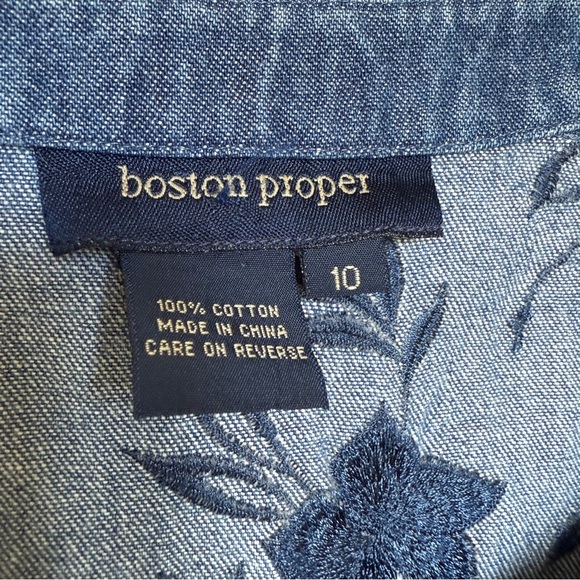 boston proper
10
100% COTTON
MADE IN CHINA
CARE ON REVERSE